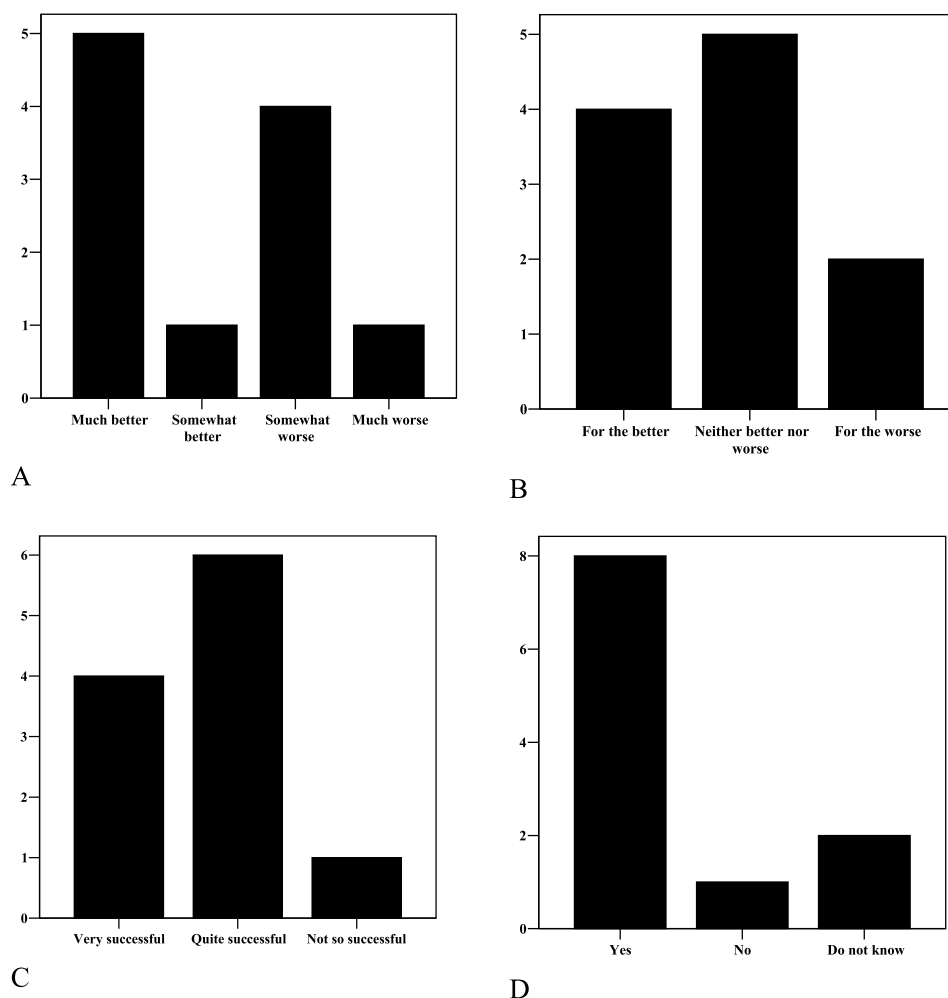 5
4
3
2
1
0
Much better
Somewhat
better
Somewhat
worse
Much worse
A
5
4
3
2
1
0
For the better
Neither better nor
worse
For the worse
B
6
5
4
3
2
1
0
Very successful
Quite successful
Not so successful
C
8
6
4
2
0
Yes
No
Do not know
D